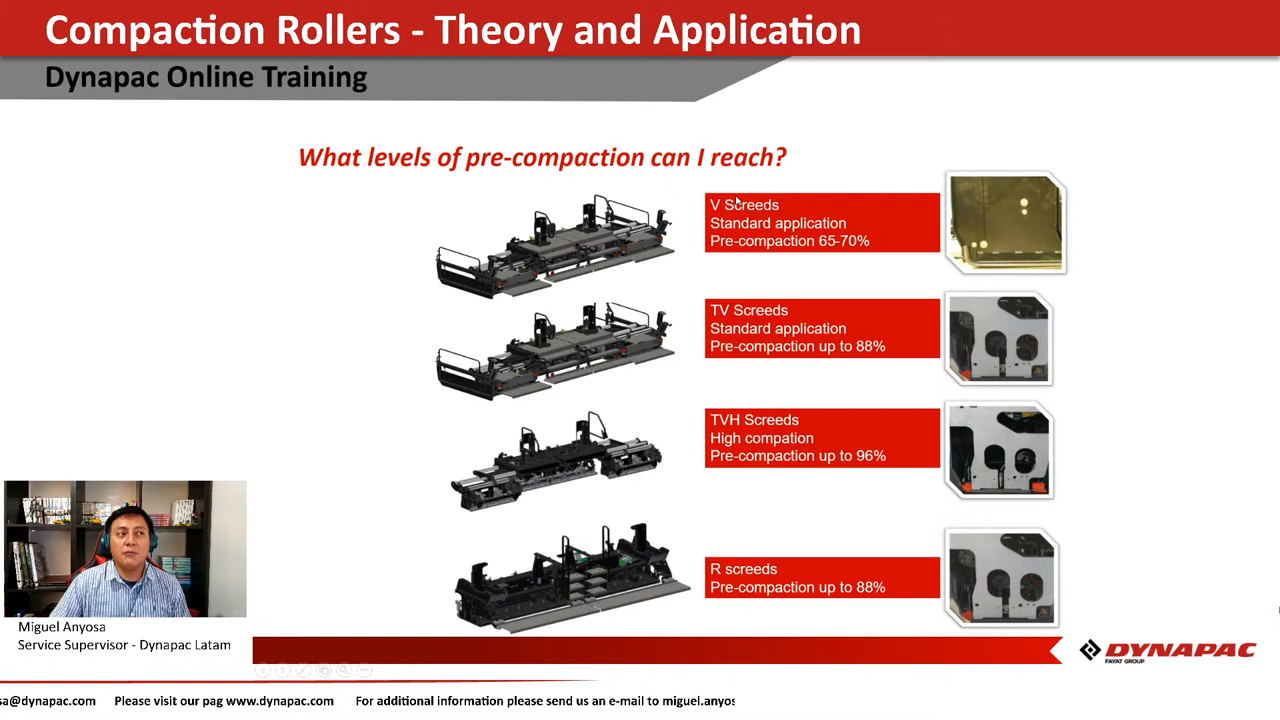 Compaction Rollers - Theory and Application
Dynapac Online Training
What levels of pre-compaction can I reach?
V Screeds
Standard application
Pre-compaction 65-70%
TV Screeds
Standard application
Pre-compaction up to 88%
TVH Screeds
High compation
Pre-compaction up to 96%
R screeds
Pre-compaction up to 88%
Miguel Anyosa
Service Supervisor - Dynapac Latam
DYNAPAC
FAYAT GROUP
sa@dynapac.com Please visit our pag www.dynapac.com For additional information please send us an e-mail to miguel.anyos